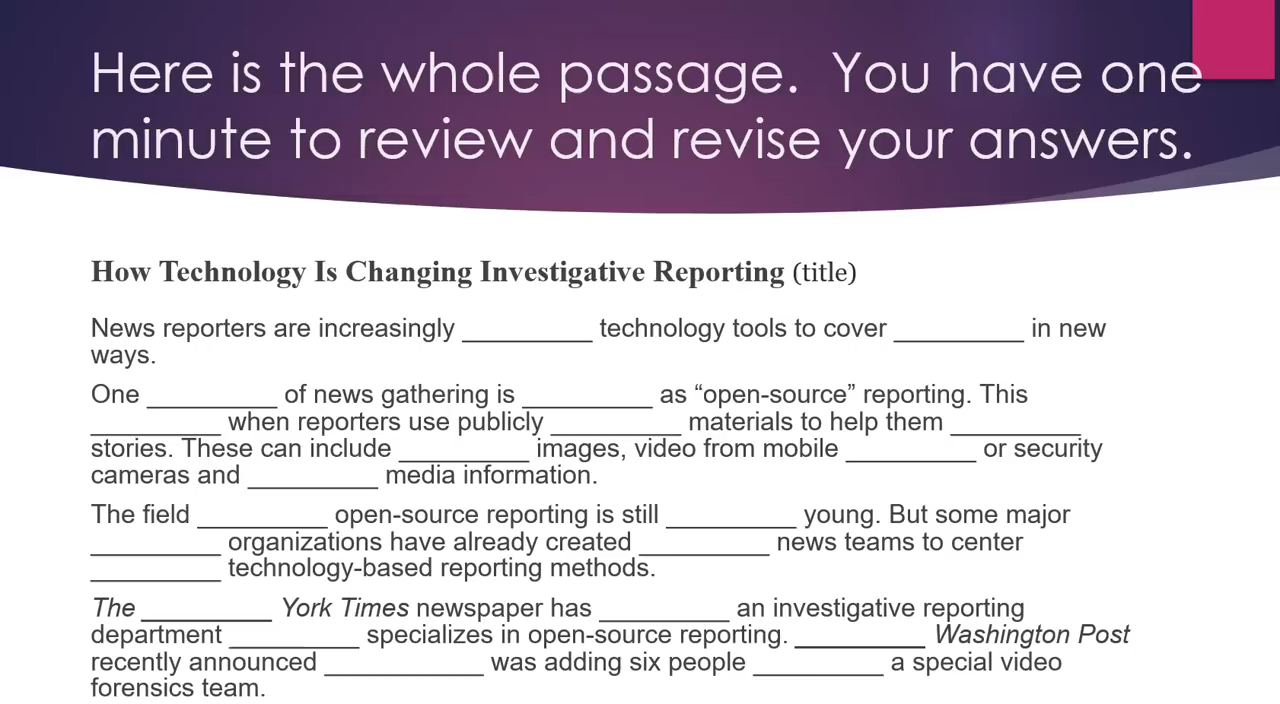 Here is the whole passage.  You have one
minute to review and revise your answers.
How Technology Is Changing Investigative Reporting (title)
News reporters are increasingly _________ technology tools to cover _________ in new
ways.
One _________ of news gathering is _________ as “open-source” reporting. This
_________ when reporters use publicly _________ materials to help them _________
stories. These can include _________ images, video from mobile _________ or security
cameras and _________ media information.
The field _________ open-source reporting is still _________ young. But some major
_________ organizations have already created _________ news teams to center
_________ technology-based reporting methods.
The _________ York Times newspaper has _________ an investigative reporting
department _________ specializes in open-source reporting. _________ Washington Post
recently announced ___________ was adding six people _________ a special video
forensics team.